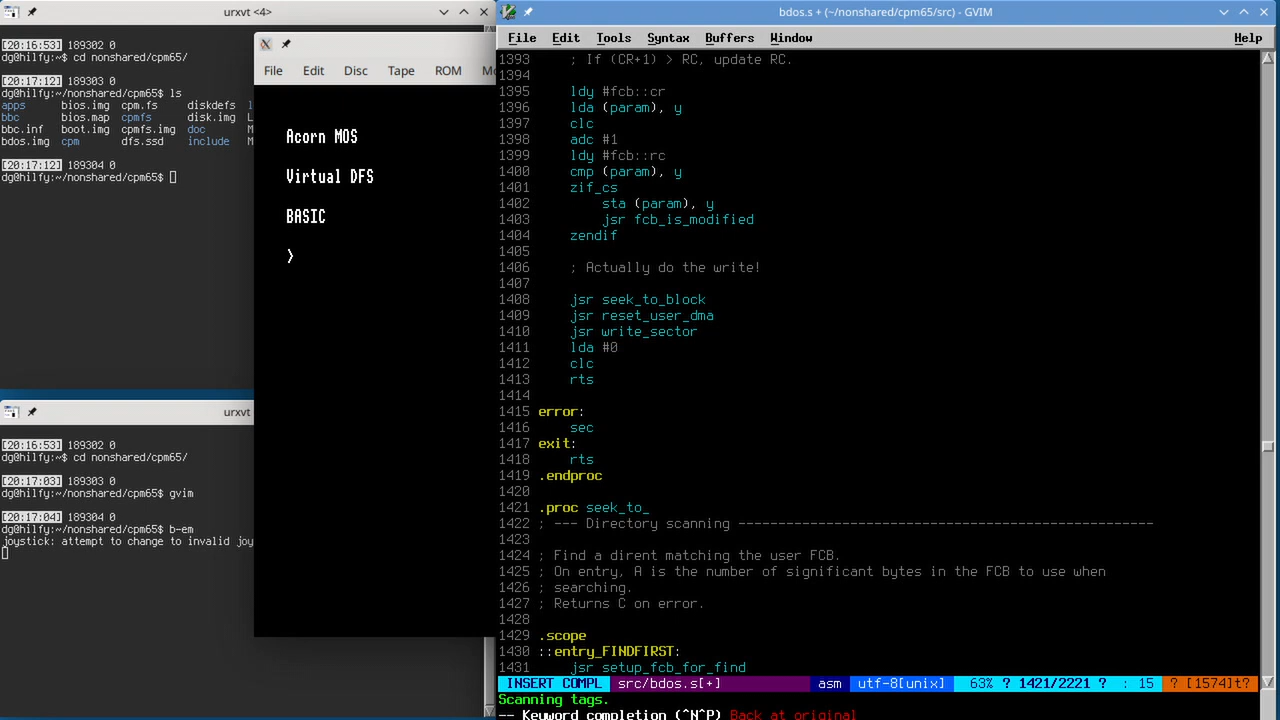 urxvt <4>
[20:16:53] 189302 0
dg@hilfy:~$ cd nonshared/cpm65/
[20:17:12] 189303 0
dg@hilfy:~/nonshared/cpm65$ ls
apps bios.img cpm.fs diskdefs l
bbc bios.map cpmfs disk.img L
bbc.inf boot.img cpmfs.img doc M
bdos.img cpm dfs.ssd include M
[20:17:12] 189304 0
dg@hilfy:~/nonshared/cpm65$
urxvt
[20:16:53] 189302 0
dg@hilfy:~$ cd nonshared/cpm65/
[20:17:03] 189303 0
dg@hilfy:~/nonshared/cpm65$ gvim
[20:17:04] 189304 0
dg@hilfy:~/nonshared/cpm65$ b-em
joystick: attempt to change to invalid joy
File Edit Disc Tape ROM Mo
Acorn MOS
Virtual DFS
BASIC
>
bdos.s + (~/nonshared/cpm65/src) - GVIM
File Edit Tools Syntax Buffers Window Help
1393 ; If (CR+1) > RC, update RC.
1394
1395 ldy #fcb::cr
1396 lda (param), y
1397 clc
1398 adc #1
1399 ldy #fcb::rc
1400 cmp (param), y
1401 zif_cs
1402 sta (param), y
1403 jsr fcb_is_modified
1404 zendif
1405
1406 ; Actually do the write!
1407
1408 jsr seek_to_block
1409 jsr reset_user_dma
1410 jsr write_sector
1411 lda #0
1412 clc
1413 rts
1414
1415 error:
1416 sec
1417 exit:
1418 rts
1419 .endproc
1420
1421 .proc seek_to_
1422 ; --- Directory scanning ----------------------------------------------------
1423
1424 ; Find a dirent matching the user FCB.
1425 ; On entry, A is the number of significant bytes in the FCB to use when
1426 ; searching.
1427 ; Returns C on error.
1428
1429 .scope
1430 ::entry_FINDFIRST:
1431 jsr setup_fcb_for_find
INSERT COMPL src/bdos.s[+] asm utf-8[unix] 63% ? 1421/2221 ? : 15 ? [1574]t?
Scanning tags.
-- Keyword completion (^N^P) Back at original